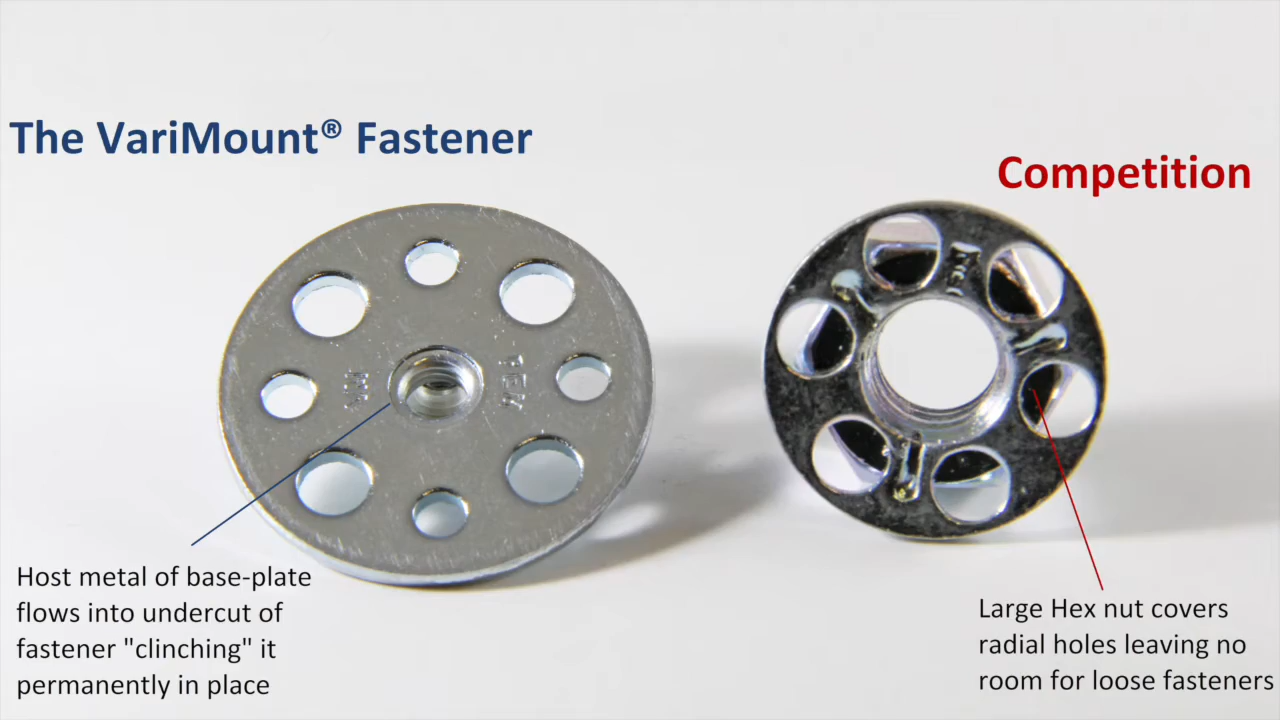 The VariMount® Fastener
Competition
Host metal of base-plate
flows into undercut of
fastener "clinching" it
permanently in place
Large Hex nut covers
radial holes leaving no
room for loose fasteners